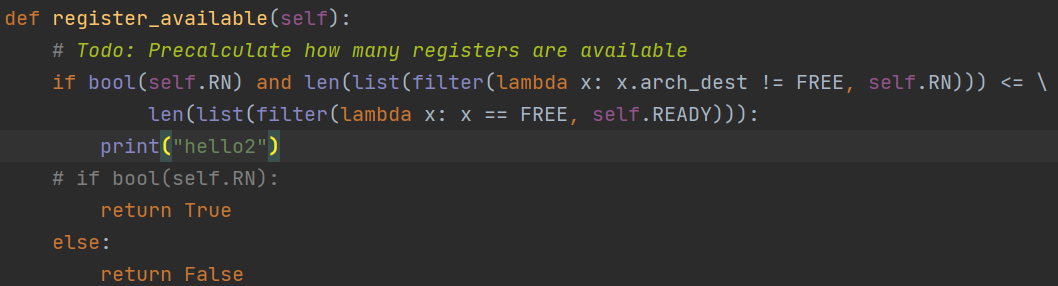 def register_available(self):
    # Todo: Precalculate how many registers are available
    if bool(self.RN) and len(list(filter(lambda x: x.arch_dest != FREE, self.RN))) <= \
            len(list(filter(lambda x: x == FREE, self.READY))):
        print("hello2")
    # if bool(self.RN):
        return True
    else:
        return False